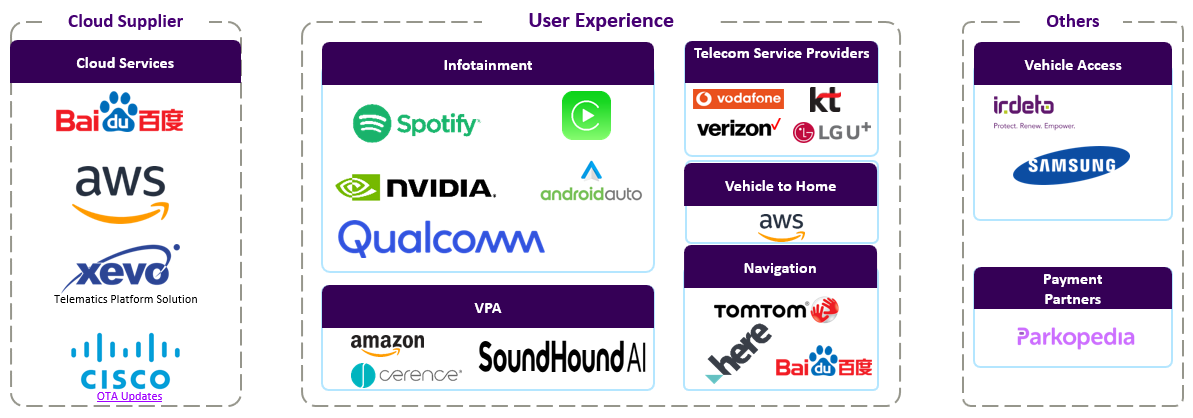 Cloud Supplier
Cloud Services
Bai du 百度
aws
xevo
Telematics Platform Solution
CISCO
OTA Updates
User Experience
Infotainment
Spotify®
nVIDIA.
androidauto
Qualcomm
VPA
amazon
cerence®
SoundHound AI
Telecom Service Providers
vodafone
kt
verizon✓
LG U+
Vehicle to Home
aws
Navigation
TOMTOM®
here
Bai du 百度
Others
Vehicle Access
irdeto
Protect. Renew. Empower.
SAMSUNG
Payment
Partners
Parkopedia